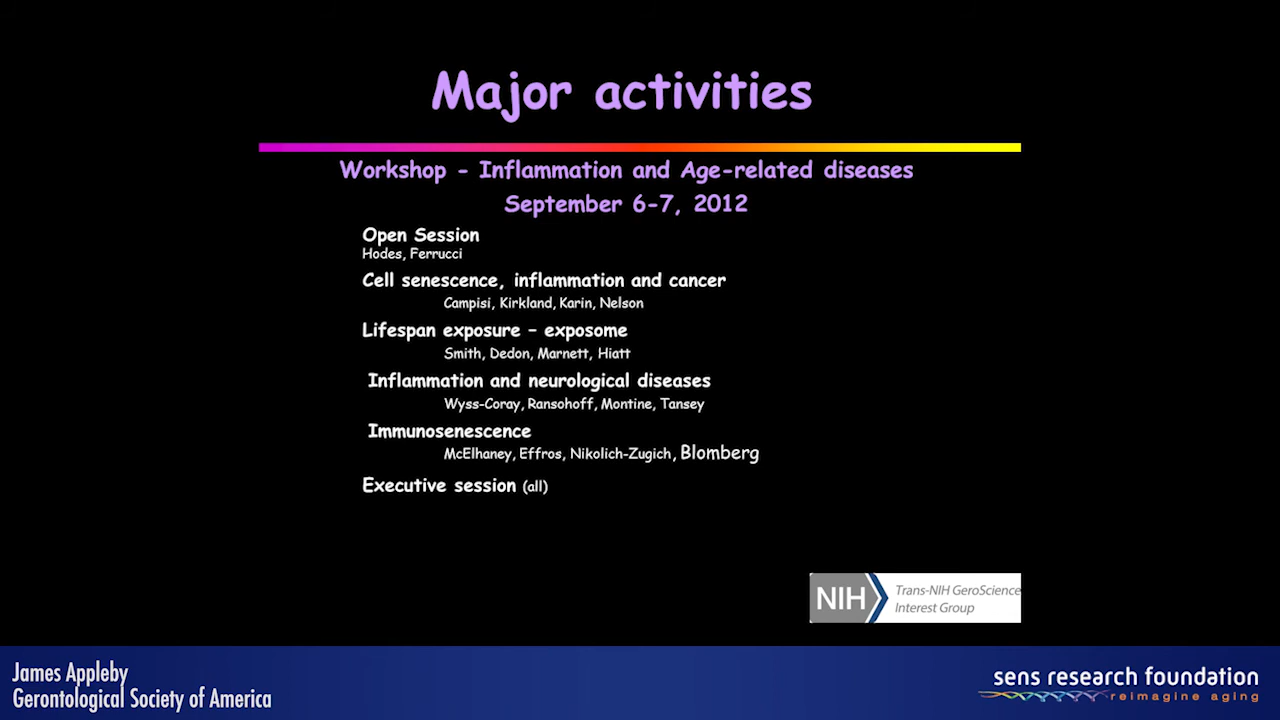 Major activities
Workshop - Inflammation and Age-related diseases
September 6-7, 2012
Open Session
Hodes, Ferrucci
Cell senescence, inflammation and cancer
Campisi, Kirkland, Karin, Nelson
Lifespan exposure – exposome
Smith, Dedon, Marnett, Hiatt
Inflammation and neurological diseases
Wyss-Coray, Ransohoff, Montine, Tansey
Immunosenescence
McElhaney, Effros, Nikolich-Zugich, Blomberg
Executive session (all)
NIH
Trans-NIH GeroScience
Interest Group
James Appleby
Gerontological Society of America
sens research foundation
reimagine aging